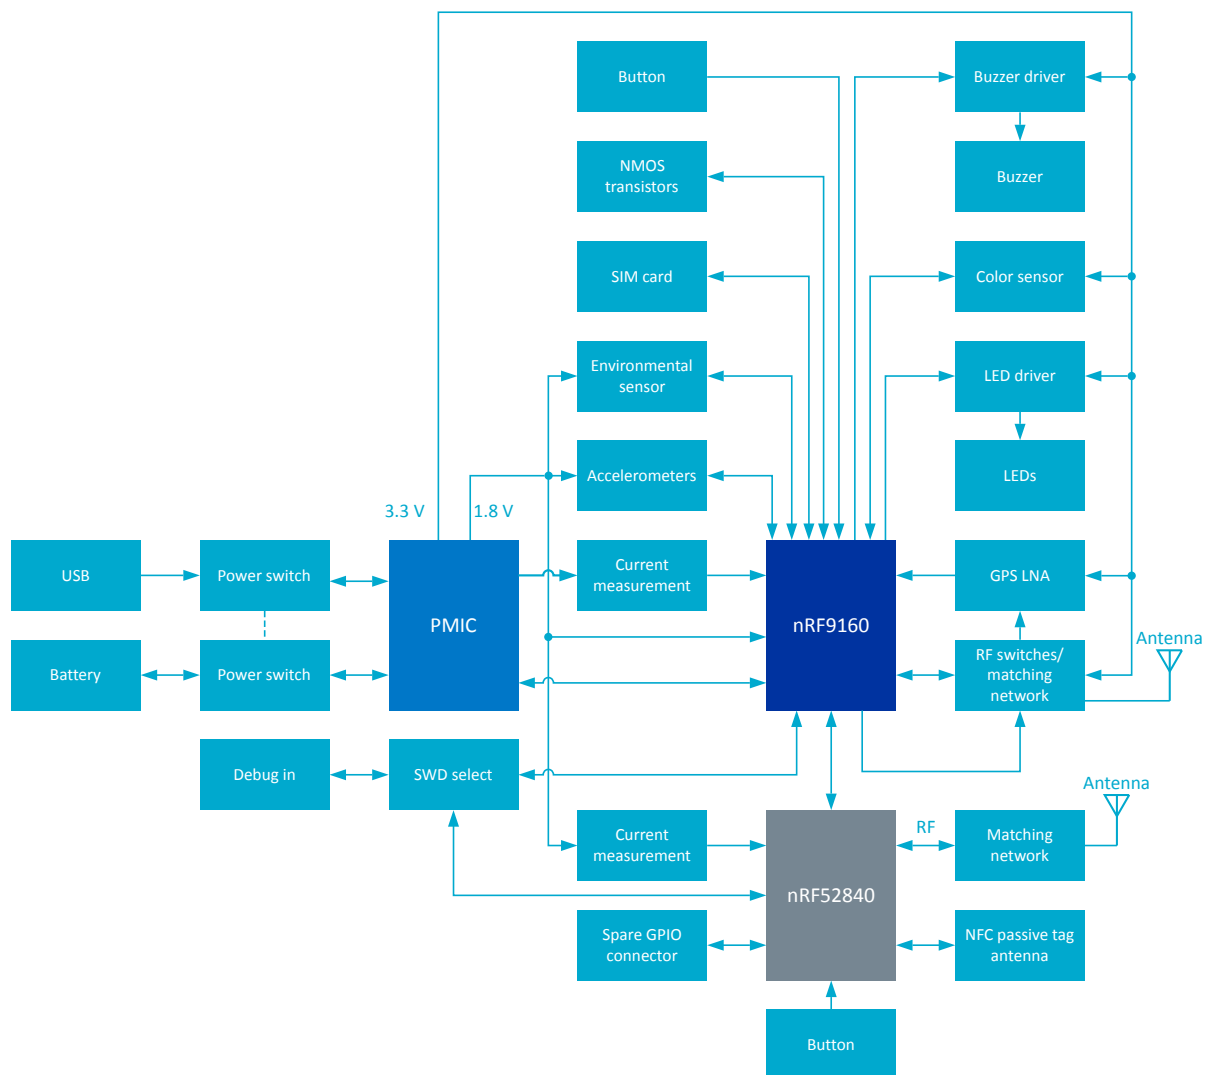 Button
Buzzer driver
NMOS
transistors
Buzzer
SIM card
Color sensor
Environmental
sensor
LED driver
Accelerometers
LEDs
3.3 V
1.8 V
USB
Power switch
PMIC
Current
measurement
nRF9160
GPS LNA
Antenna
Battery
Power switch
RF switches/
matching
network
Debug in
SWD select
Antenna
Current
measurement
RF
Matching
network
nRF52840
Spare GPIO
connector
NFC passive tag
antenna
Button